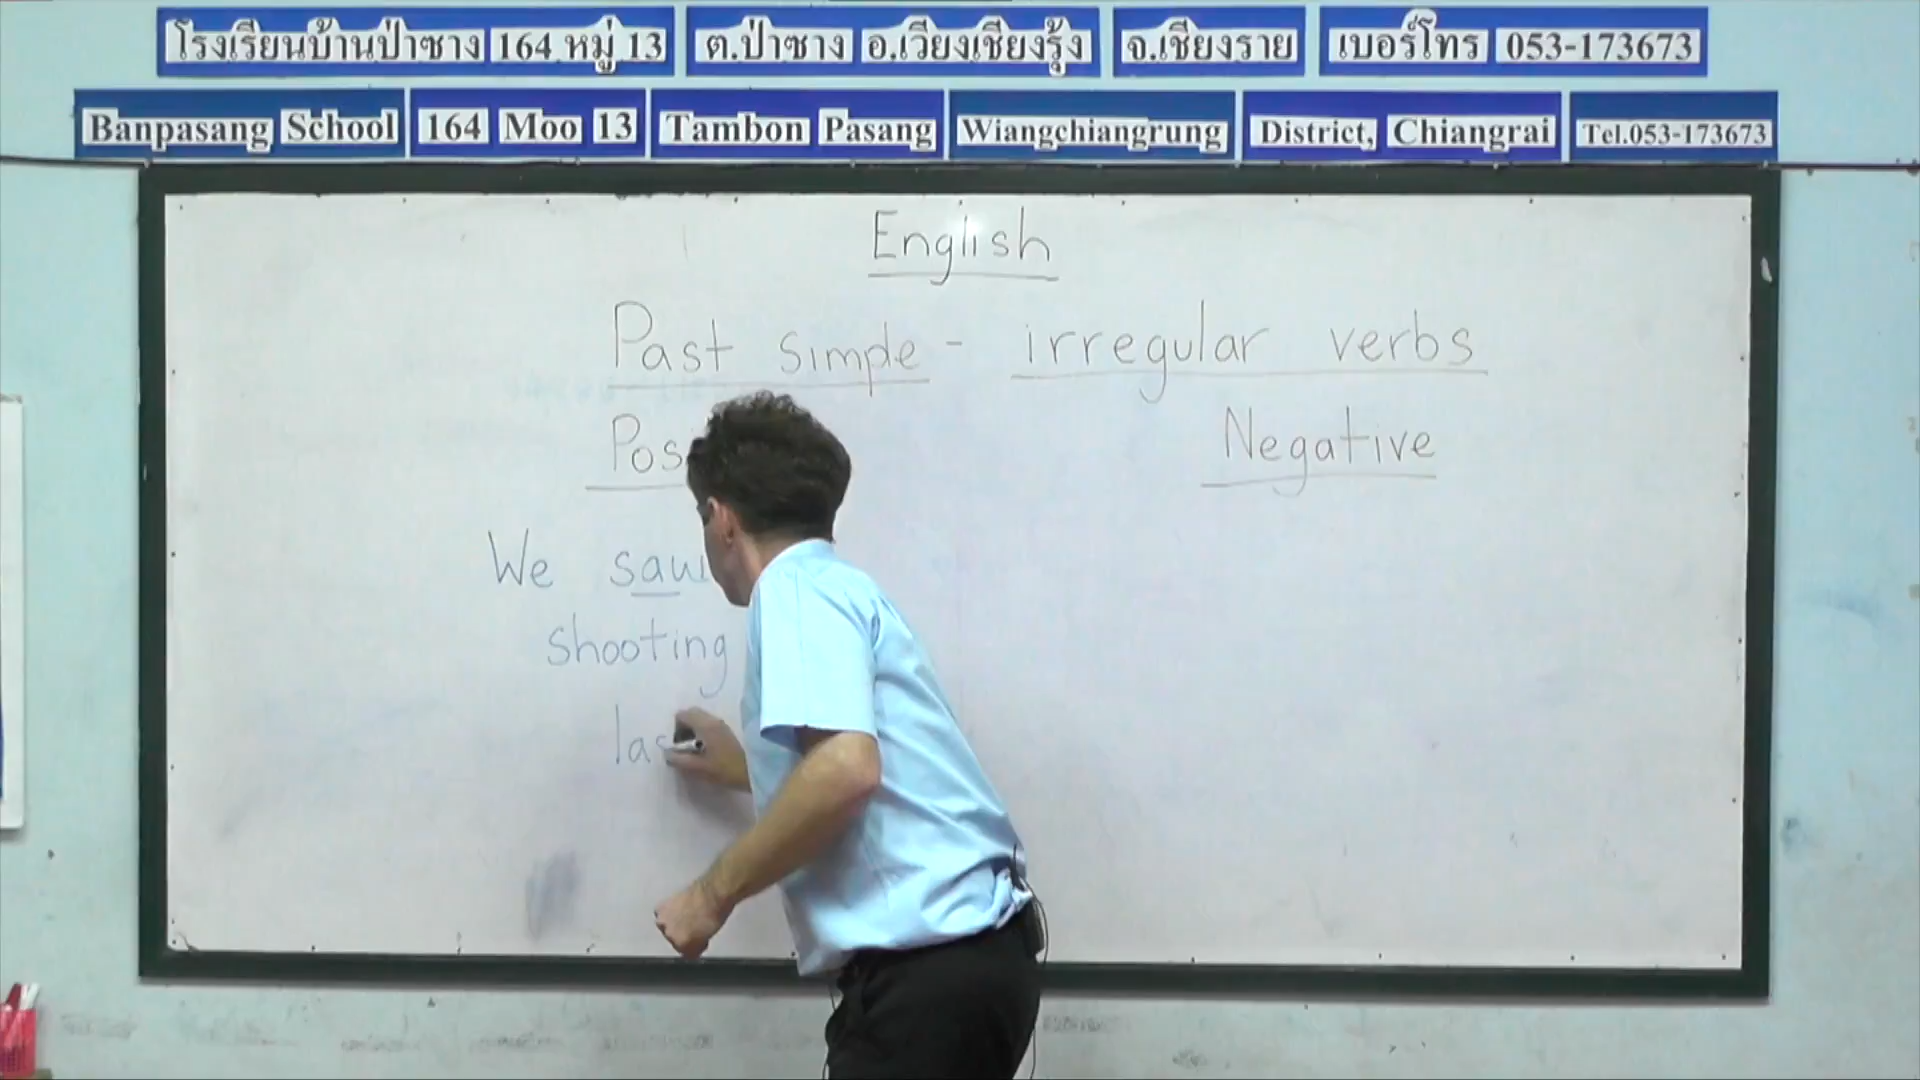 โรงเรียนบ้านป่าซาง 164 หมู่ 13 ต.ป่าซาง อ.เวียงเชียงรุ้ง จ.เชียงราย เบอร์โทร 053-173673
Banpasang School 164 Moo 13 Tambon Pasang Wiangchiangrung District, Chiangrai Tel.053-173673
English
Past simple - irregular verbs
Negative
We saw
shooting